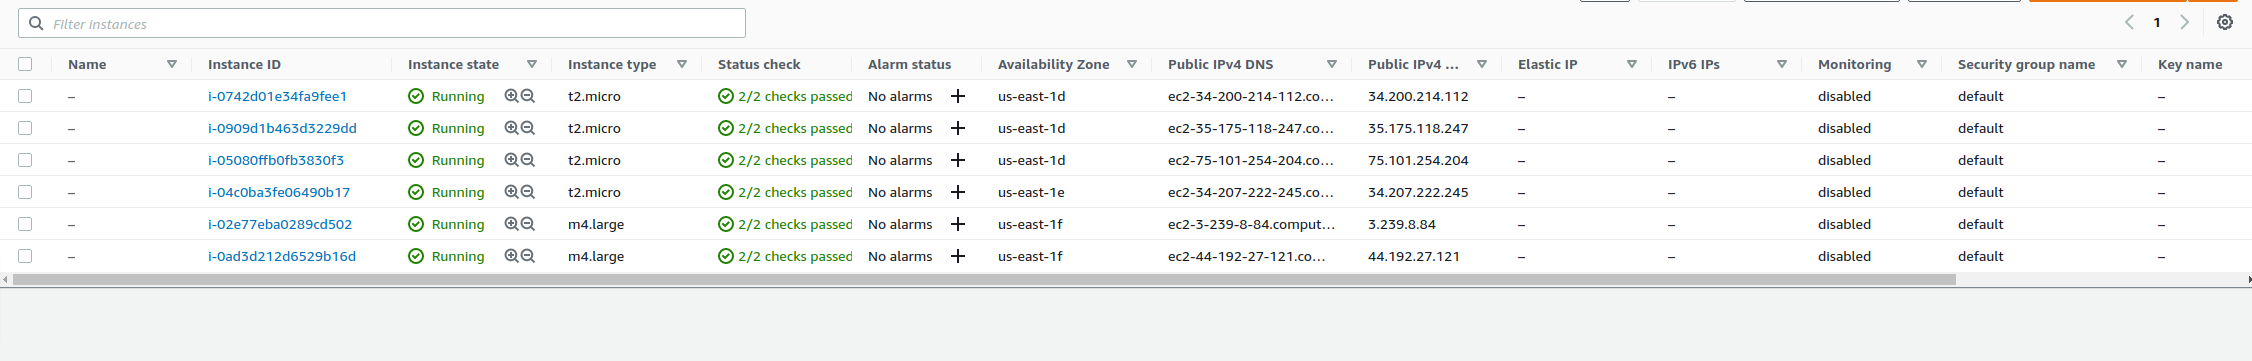 Filter instances
1
Name Instance ID Instance state Instance type Status check Alarm status Availability Zone Public IPv4 DNS Public IPv4 ... Elastic IP IPv6 IPs Monitoring Security group name Key name
– i-0742d01e34fa9fee1 Running t2.micro 2/2 checks passed No alarms + us-east-1d ec2-34-200-214-112.co... 34.200.214.112 – – disabled default –
– i-0909d1b463d3229dd Running t2.micro 2/2 checks passed No alarms + us-east-1d ec2-35-175-118-247.co... 35.175.118.247 – – disabled default –
– i-05080ffb0fb3830f3 Running t2.micro 2/2 checks passed No alarms + us-east-1d ec2-75-101-254-204.co... 75.101.254.204 – – disabled default –
– i-04c0ba3fe06490b17 Running t2.micro 2/2 checks passed No alarms + us-east-1e ec2-34-207-222-245.co... 34.207.222.245 – – disabled default –
– i-02e77eba0289cd502 Running m4.large 2/2 checks passed No alarms + us-east-1f ec2-3-239-8-84.comput... 3.239.8.84 – – disabled default –
– i-0ad3d212d6529b16d Running m4.large 2/2 checks passed No alarms + us-east-1f ec2-44-192-27-121.co... 44.192.27.121 – – disabled default –